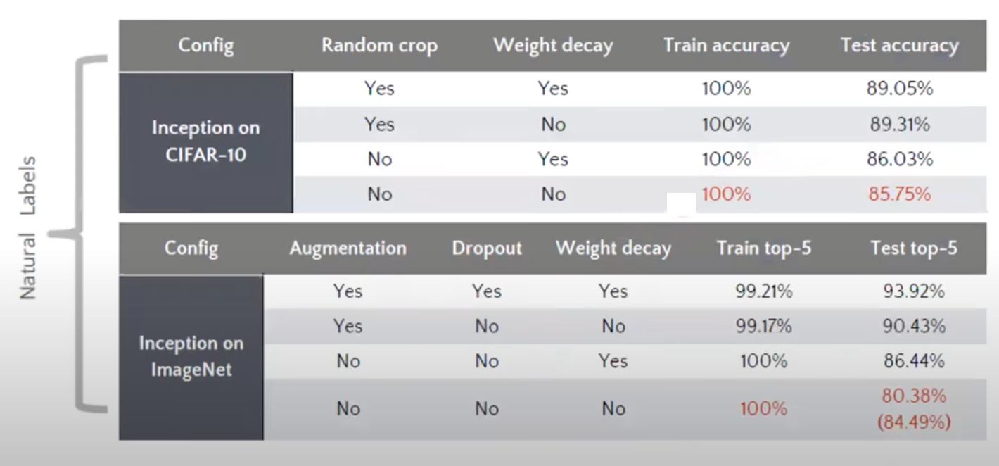 Natural Labels
Config Random crop Weight decay Train accuracy Test accuracy
Inception on
CIFAR-10
Yes Yes 100% 89.05%
Yes No 100% 89.31%
No Yes 100% 86.03%
No No 100% 85.75%
Config Augmentation Dropout Weight decay Train top-5 Test top-5
Inception on
ImageNet
Yes Yes Yes 99.21% 93.92%
Yes No No 99.17% 90.43%
No No Yes 100% 86.44%
No No No 100% 80.38%
(84.49%)